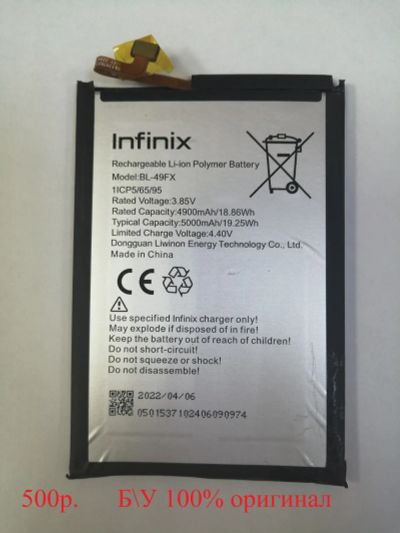 Infinix
Rechargeable Li-ion Polymer Battery
Model:BL-49FX
1ICP5/65/95
Rated Voltage:3.85V
Rated Capacity:4900mAh/18.86Wh
Typical Capacity:5000mAh/19.25Wh
Limited Charge Voltage:4.40V
Dongguan Liwinon Energy Technology Co., Ltd.
Made in China
CE
Use specified Infinix charger only!
May explode if disposed of in fire!
Keep the battery out of reach of children!
Do not short-circuit!
Do not squeeze or shock!
Do not disassemble!
2022/04/06
0501537102406090974
500р. Б\У 100% оригинал